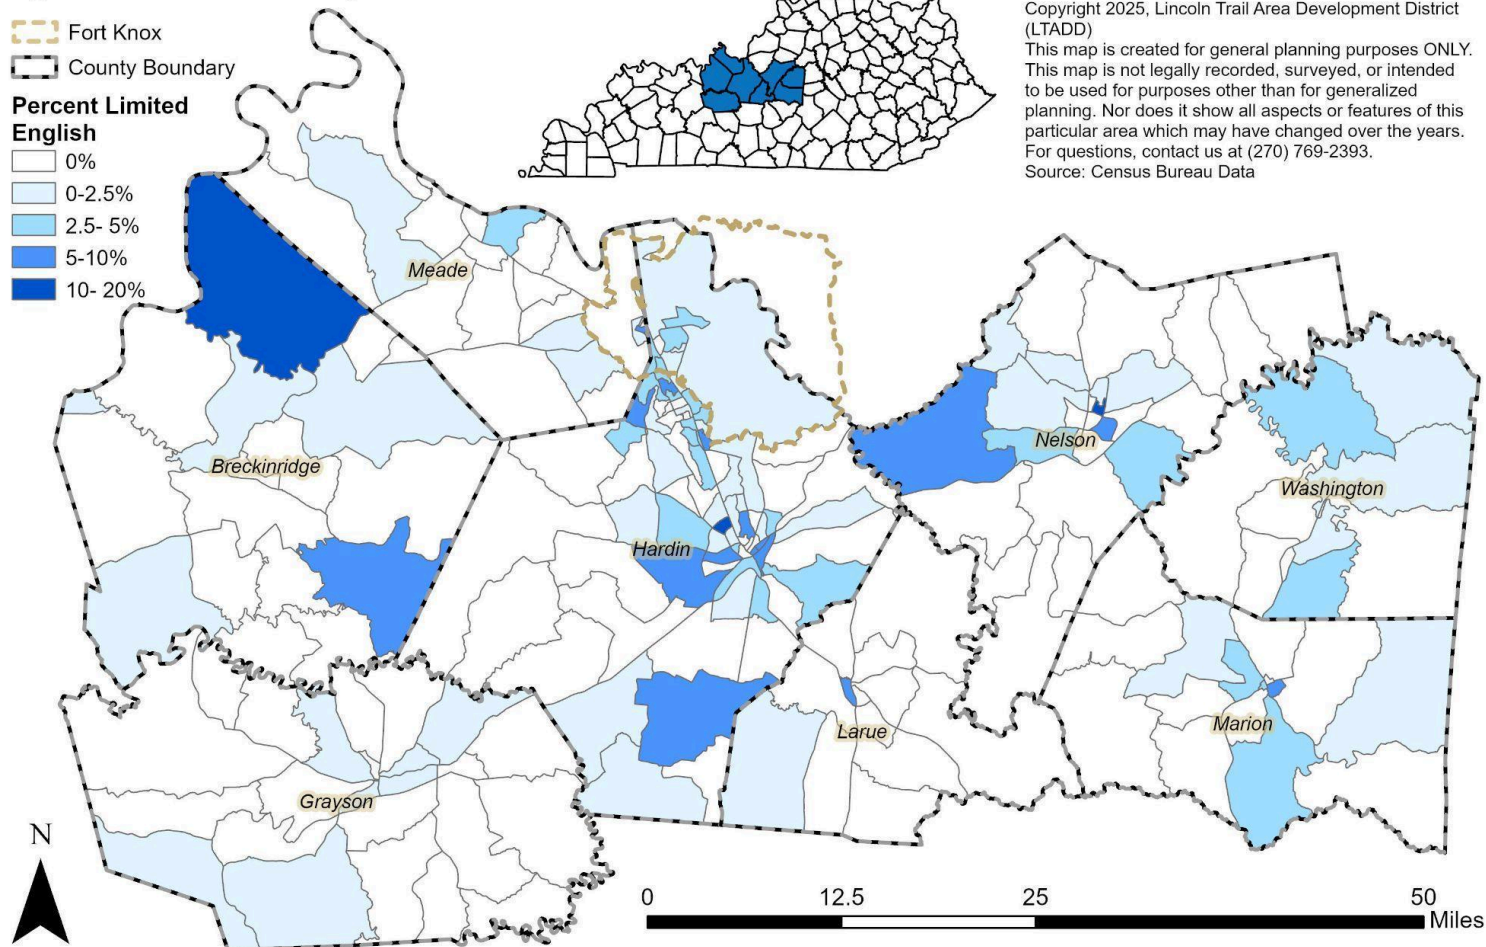 Fort Knox
County Boundary
Percent Limited
English
0%
0-2.5%
2.5- 5%
5-10%
10- 20%
Copyright 2025, Lincoln Trail Area Development District
(LTADD)
This map is created for general planning purposes ONLY.
This map is not legally recorded, surveyed, or intended
to be used for purposes other than for generalized
planning. Nor does it show all aspects or features of this
particular area which may have changed over the years.
For questions, contact us at (270) 769-2393.
Source: Census Bureau Data
Meade
Breckinridge
Nelson
Washington
Hardin
Larue
Marion
Grayson
N
0
12.5
25
50
Miles